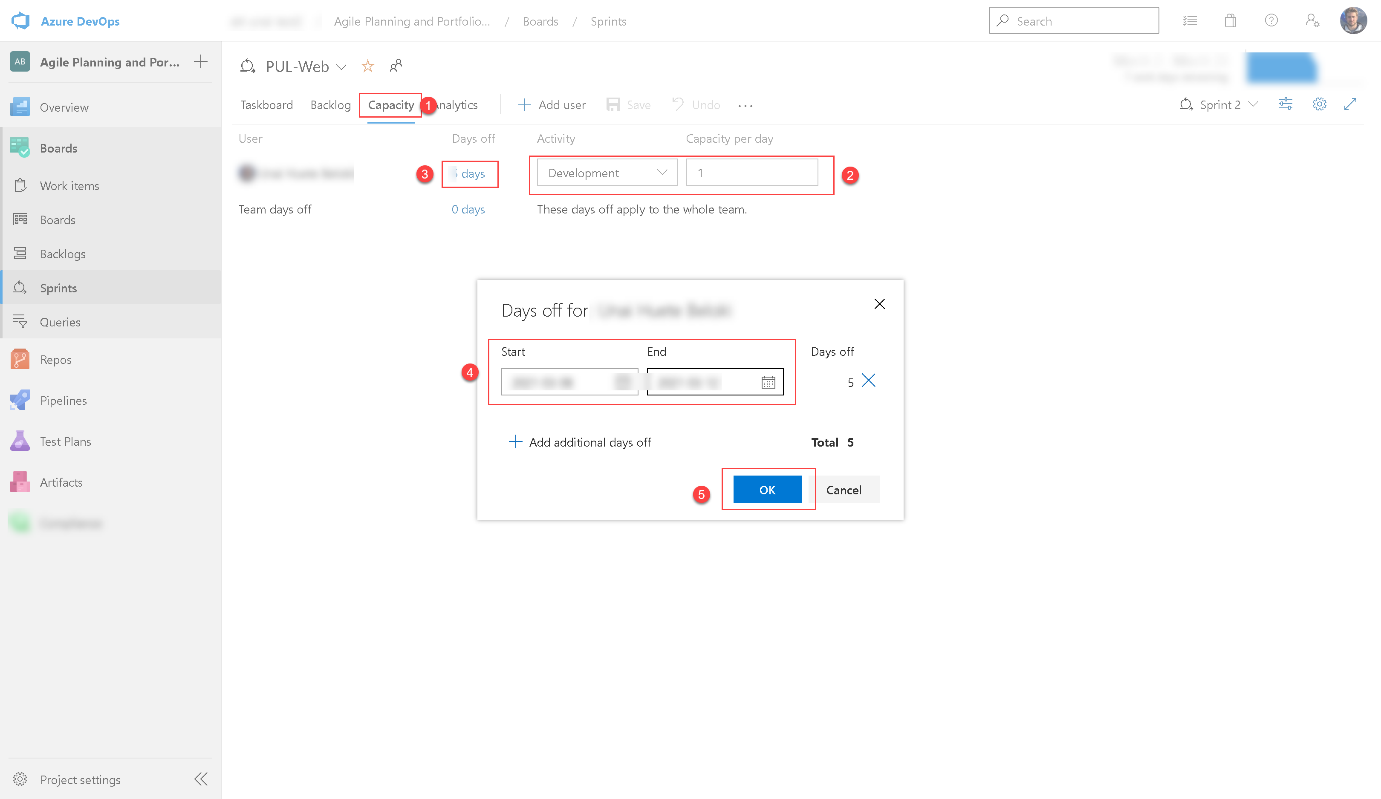 Azure DevOps
Agile Planning and Portfolio... / Boards / Sprints
Search
AB Agile Planning and Por...
PUL-Web
Overview
Boards
Work items
Boards
Backlogs
Sprints
Queries
Repos
Pipelines
Test Plans
Artifacts
Project settings
Taskboard Backlog Capacity 1 Analytics Add user Save Undo ... Sprint 2
User Days off Activity Capacity per day
3 days Development 1 2
Team days off 0 days These days off apply to the whole team.
Days off for
Start End Days off
4 5
Add additional days off Total 5
5 OK Cancel